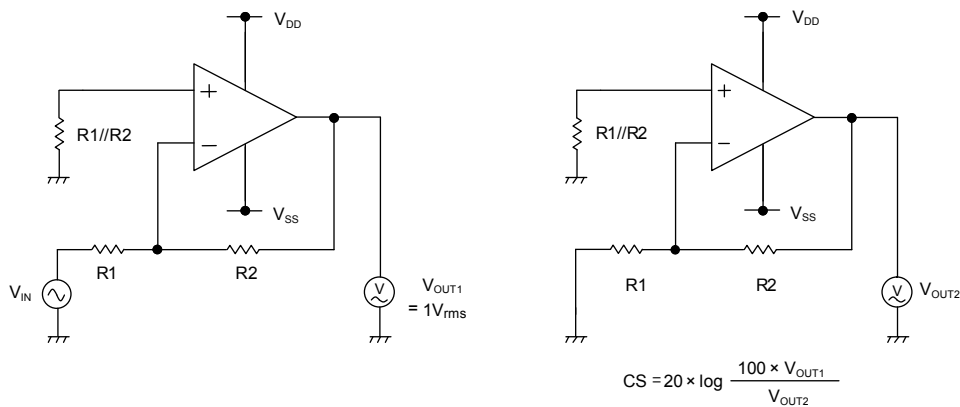 VDD
+
R1//R2
−
VSS
R1
R2
VIN
V
VOUT1
= 1Vrms
VDD
+
R1//R2
−
VSS
R1
R2
V
VOUT2
CS = 20 × log 100 × VOUT1
VOUT2